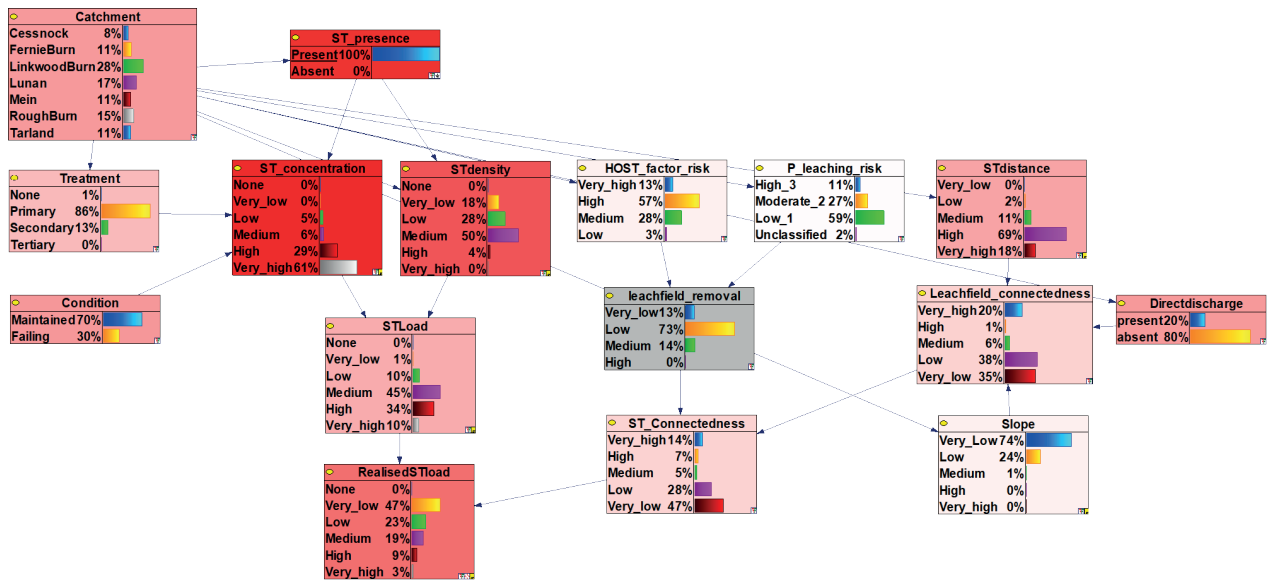 Catchment
Cessnock 8%
FernieBurn 11%
LinkwoodBurn 28%
Lunan 17%
Mein 11%
RoughBurn 15%
Tarland 11%
ST_presence
Present 100%
Absent 0%
Treatment
None 1%
Primary 86%
Secondary 13%
Tertiary 0%
ST_concentration
None 0%
Very_low 0%
Low 5%
Medium 6%
High 29%
Very_high 61%
STdensity
None 0%
Very_low 18%
Low 28%
Medium 50%
High 4%
Very_high 0%
HOST_factor_risk
Very_high 13%
High 57%
Medium 28%
Low 3%
P_leaching_risk
High_3 11%
Moderate_2 27%
Low_1 59%
Unclassified 2%
STdistance
Very_low 0%
Low 2%
Medium 11%
High 69%
Very_high 18%
Condition
Maintained 70%
Failing 30%
STLoad
None 0%
Very_low 1%
Low 10%
Medium 45%
High 34%
Very_high 10%
leachfield_removal
Very_low 13%
Low 73%
Medium 14%
High 0%
Leachfield_connectedness
Very_high 20%
High 1%
Medium 6%
Low 38%
Very_low 35%
Directdischarge
present 20%
absent 80%
RealisedSTload
None 0%
Very_low 47%
Low 23%
Medium 19%
High 9%
Very_high 3%
ST_Connectedness
Very_high 14%
High 7%
Medium 5%
Low 28%
Very_low 47%
Slope
Very_Low 74%
Low 24%
Medium 1%
High 0%
Very_high 0%